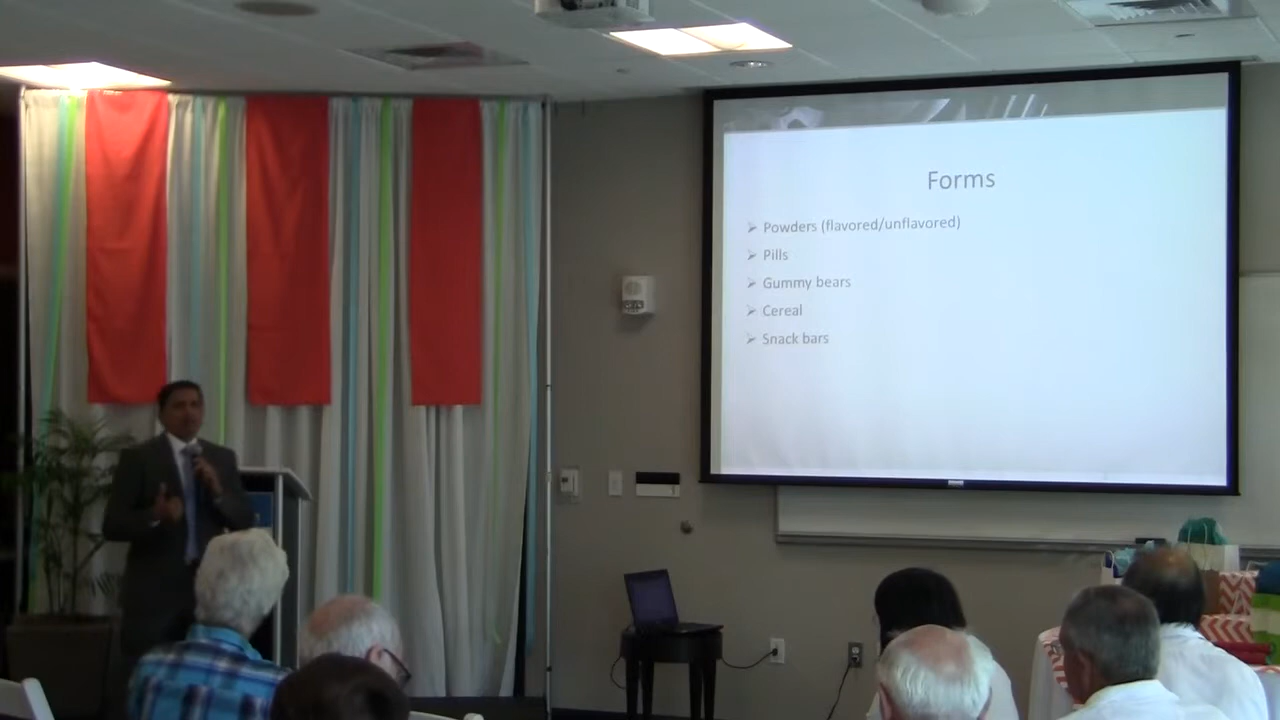 Forms
➢ Powders (flavored/unflavored)
➢ Pills
➢ Gummy bears
➢ Cereal
➢ Snack bars